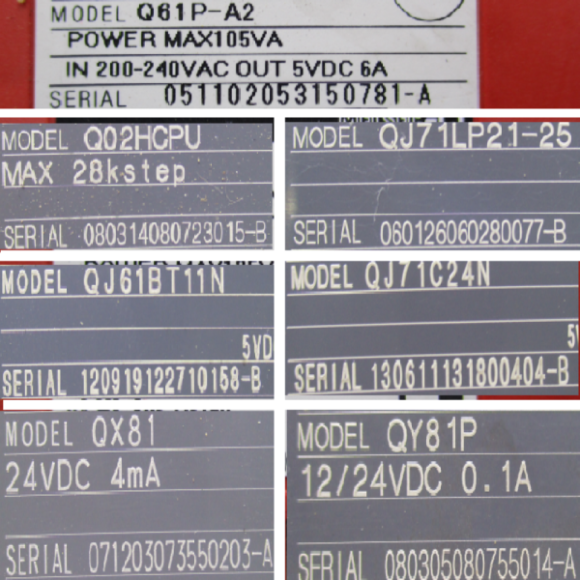 MODEL Q61P-A2
POWER MAX105VA
IN 200-240VAC OUT 5VDC 6A
SERIAL 051102053150781-A
MODEL Q02HCPU
MAX 28kstep
SERIAL 080314080723015-B
MODEL QJ71LP21-25
SERIAL 060126060280077-B
MODEL QJ61BT11N
5VD
SERIAL 120919122710158-B
MODEL QJ71C24N
5
SERIAL 130611131800404-B
MODEL QX81
24VDC 4mA
SERIAL 071203073550203-A
MODEL QY81P
12/24VDC 0.1A
SERIAL 080305080755014-A